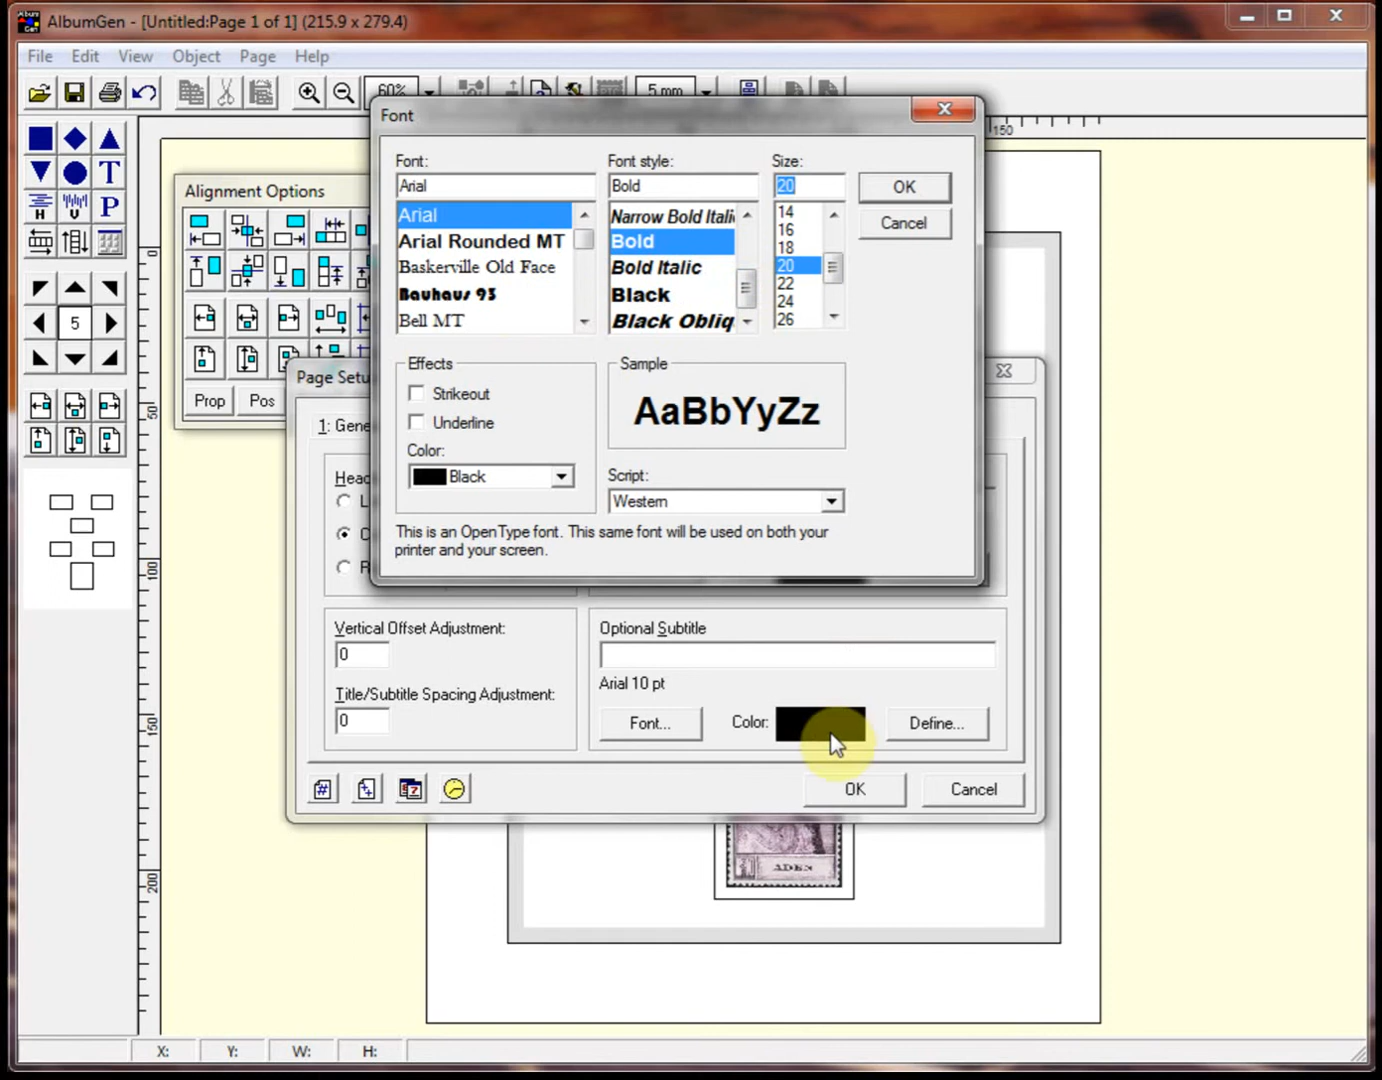 AlbumGen - [Untitled:Page 1 of 1] (215.9 x 279.4)
File Edit View Object Page Help
60% 5 mm
Font
150
Font: Font style: Size:
Arial Bold 20 OK
Alignment Options
Arial Narrow Bold Itali 14
Cancel
16
Arial Rounded MT Bold 18
Baskerville Old Face Bold Italic 20
22
Bauhaus 93 Black 24
Bell MT Black Obliq 26
T
H V P
0
5
Effects Sample
Page Setu
Strikeout
Prop Pos
AaBbYyZz
Underline
50
1: Gene
Color:
Black
Script:
Head
Western
L
C
This is an OpenType font. This same font will be used on both your
printer and your screen.
R
100
Vertical Offset Adjustment: Optional Subtitle
0
Arial 10 pt
Title/Subtitle Spacing Adjustment:
0 Font... Color: Define...
150
# 7 OK Cancel
ADEN
200
X: Y: W: H: